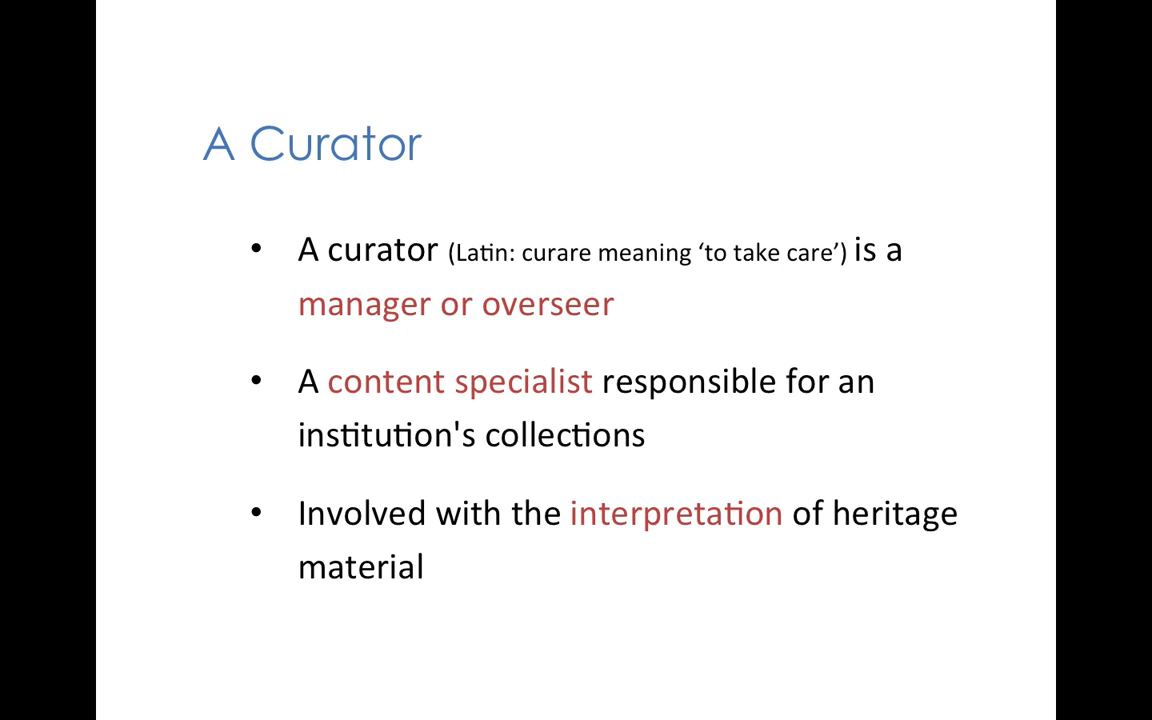 A Curator
• A curator (Latin: curare meaning ‘to take care’) is a
manager or overseer
• A content specialist responsible for an
institution's collections
• Involved with the interpretation of heritage
material